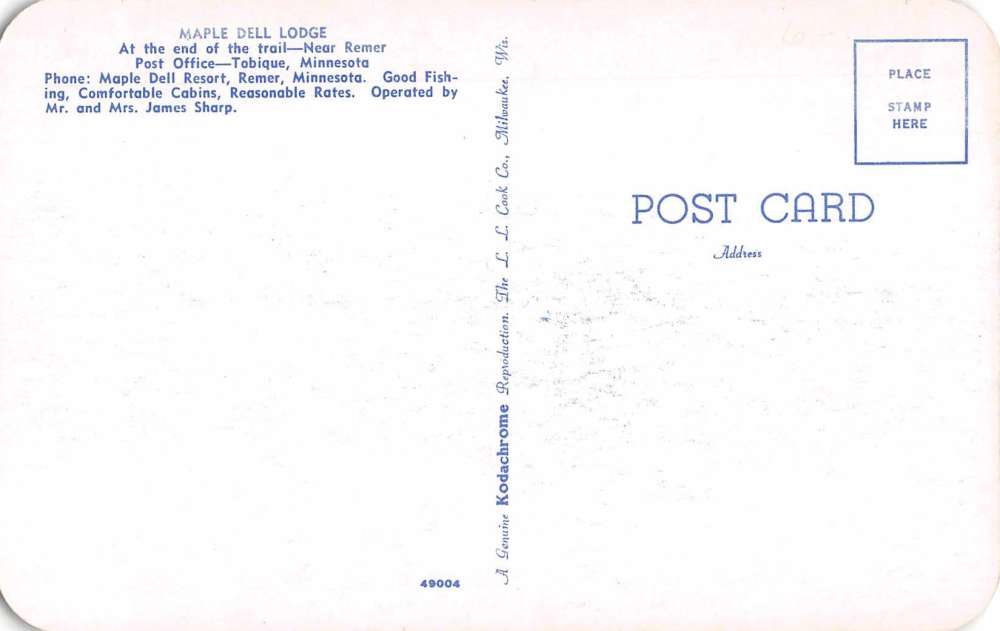 MAPLE DELL LODGE
At the end of the trail—Near Remer
Post Office—Tobique, Minnesota
Phone: Maple Dell Resort, Remer, Minnesota. Good Fish-
ing, Comfortable Cabins, Reasonable Rates. Operated by
Mr. and Mrs. James Sharp.
49004
A Genuine Kodachrome Reproduction. The L. L. Cook Co., Milwaukee, Wis.
PLACE
STAMP
HERE
POST CARD
Address